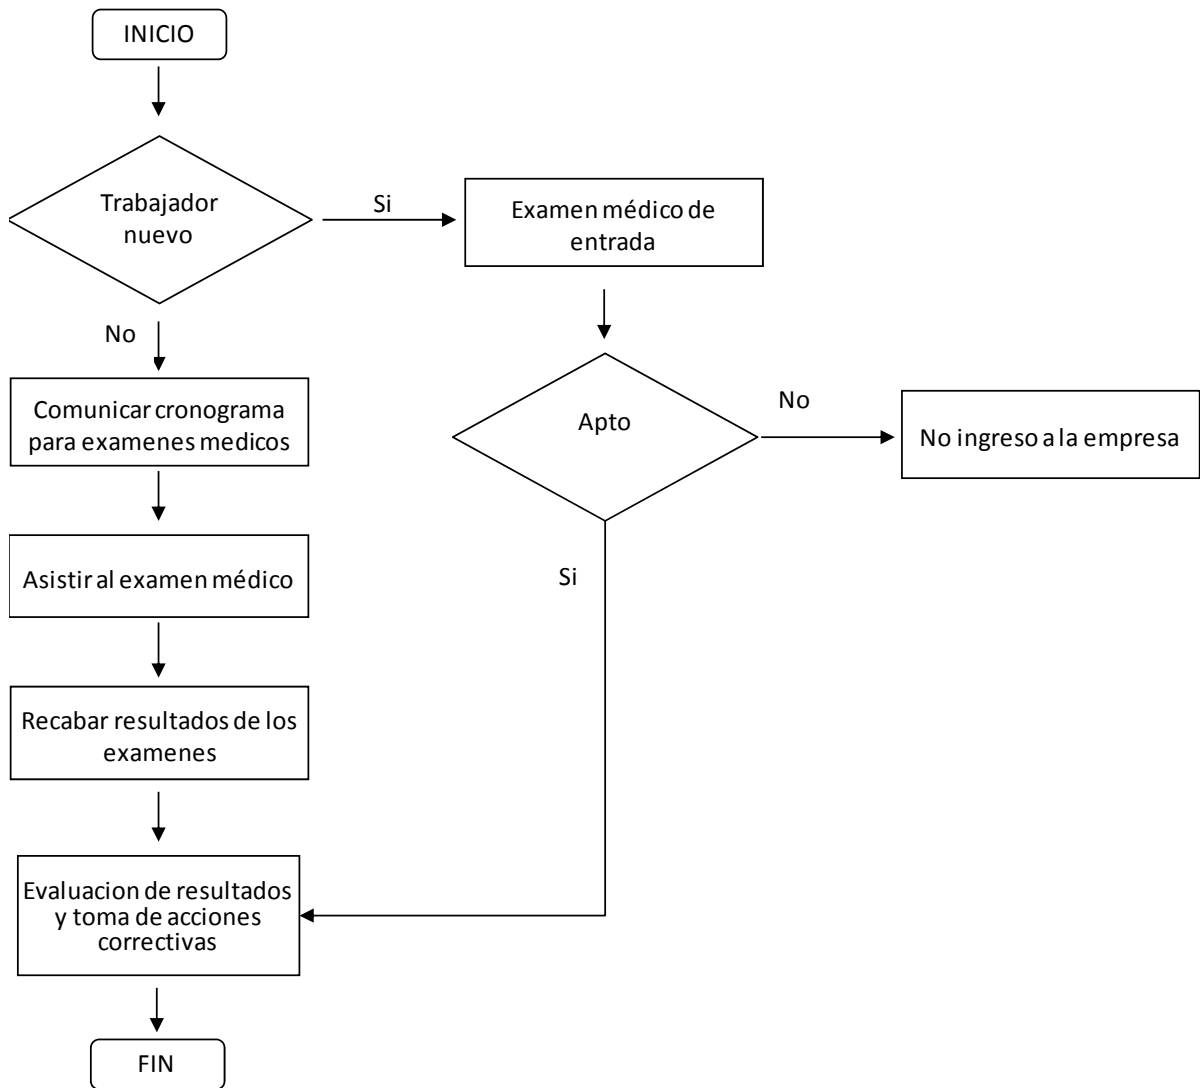 INICIO
Trabajador
nuevo
Si
Examen médico de
entrada
No
Comunicar cronograma
para examenes medicos
Apto
No
No ingreso a la empresa
Asistir al examen médico
Si
Recabar resultados de los
examenes
Evaluacion de resultados
y toma de acciones
correctivas
FIN